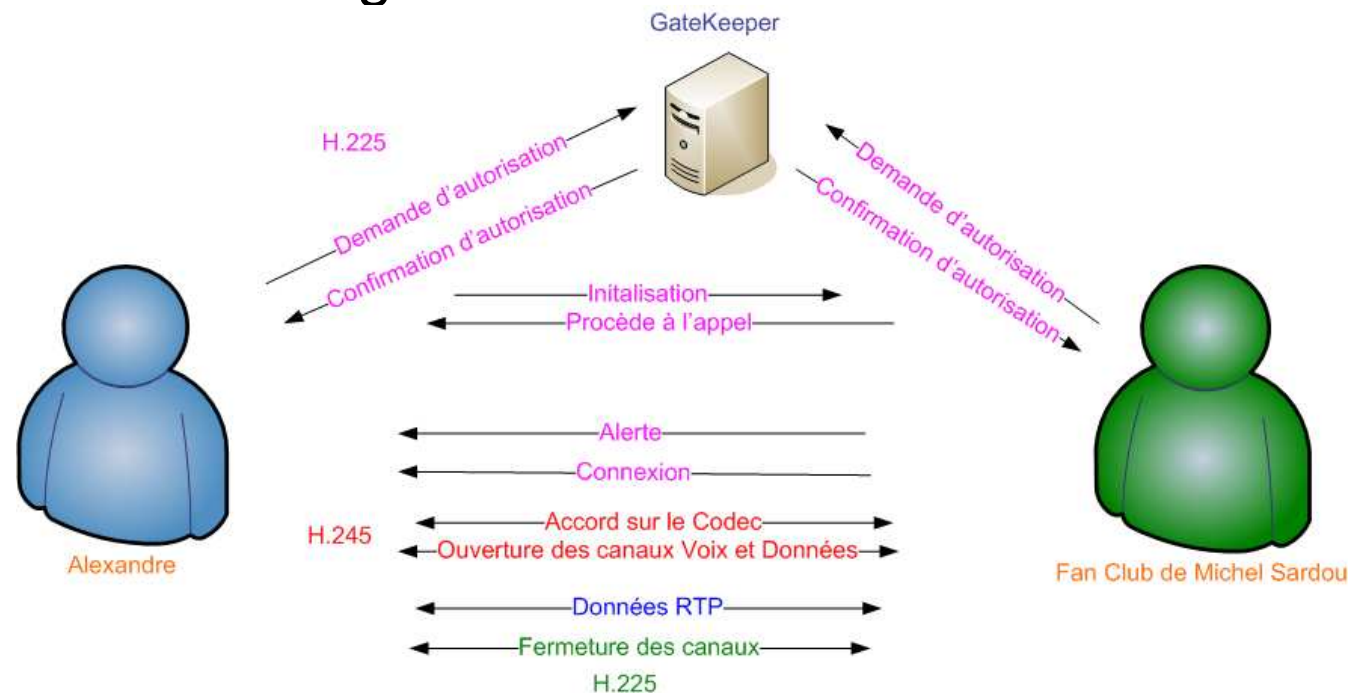 GateKeeper
H.225
Demande d'autorisation
Confirmation d'autorisation
Demande d'autorisation
Confirmation d'autorisation
Initalisation
Procède à l'appel
Alerte
Connexion
H.245
Accord sur le Codec
Ouverture des canaux Voix et Données
Alexandre
Fan Club de Michel Sardou
Données RTP
Fermeture des canaux
H.225